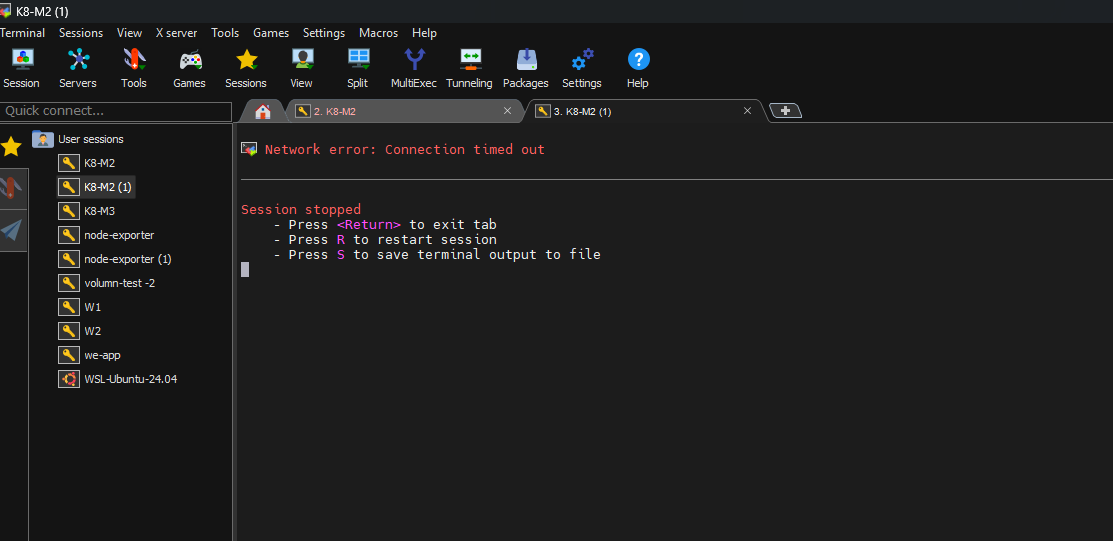 K8-M2 (1)
Terminal Sessions View X server Tools Games Settings Macros Help
Session Servers Tools Games Sessions View Split MultiExec Tunneling Packages Settings Help
Quick connect...
2. K8-M2
3. K8-M2 (1)
User sessions
K8-M2
K8-M2 (1)
K8-M3
node-exporter
node-exporter (1)
volumn-test -2
W1
W2
we-app
WSL-Ubuntu-24.04
Network error: Connection timed out
Session stopped
- Press <Return> to exit tab
- Press R to restart session
- Press S to save terminal output to file